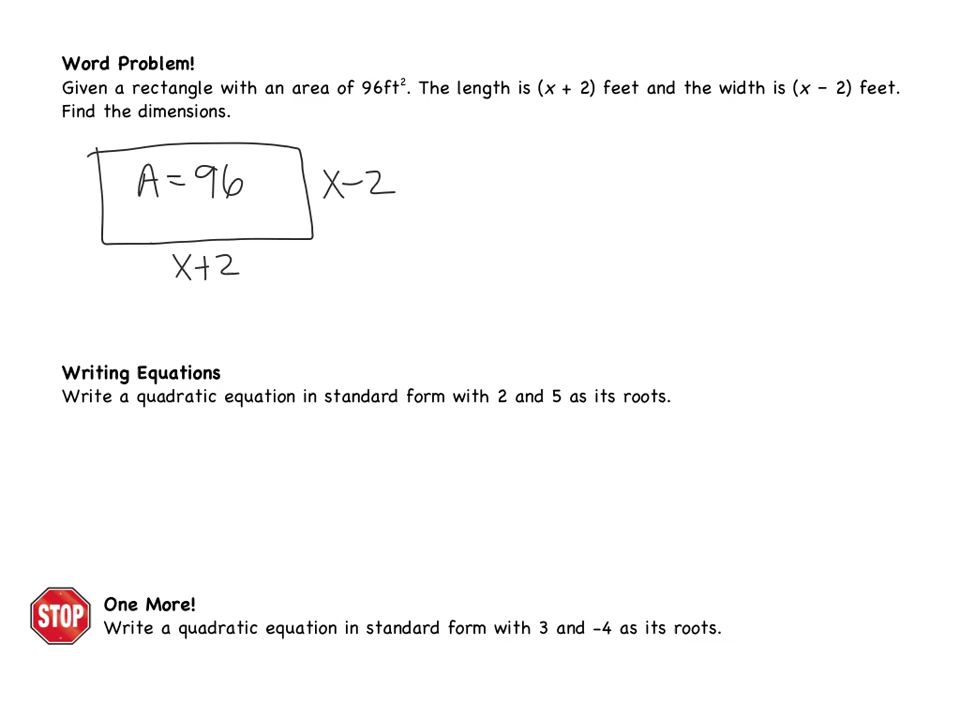 Word Problem!
Given a rectangle with an area of 96ft². The length is (x + 2) feet and the width is (x − 2) feet.
Find the dimensions.
A = 96
x−2
x+2
Writing Equations
Write a quadratic equation in standard form with 2 and 5 as its roots.
STOP
One More!
Write a quadratic equation in standard form with 3 and -4 as its roots.